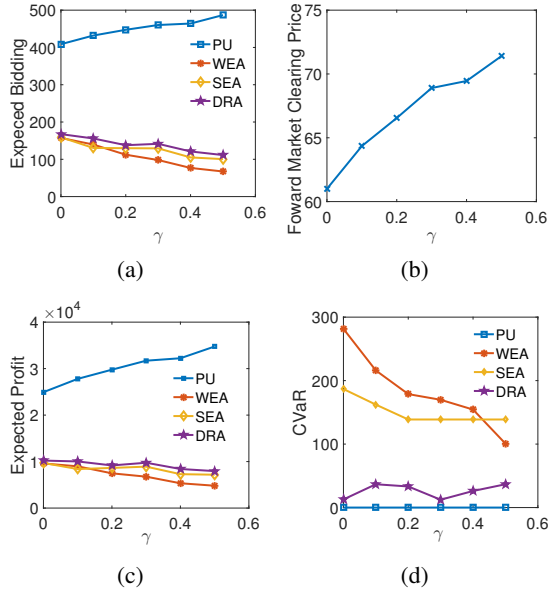 500
400
300
200
100
0
Expeced Bidding
PU
WEA
SEA
DRA
0 0.2 0.4 0.6
γ
(a)
75
70
65
60
Foward Market Clearing Price
0 0.2 0.4 0.6
γ
(b)
×10⁴
4
3
2
1
0
Expected Profit
PU
WEA
SEA
DRA
0 0.2 0.4 0.6
γ
(c)
300
200
100
0
CVaR
PU
WEA
SEA
DRA
0 0.2 0.4 0.6
γ
(d)